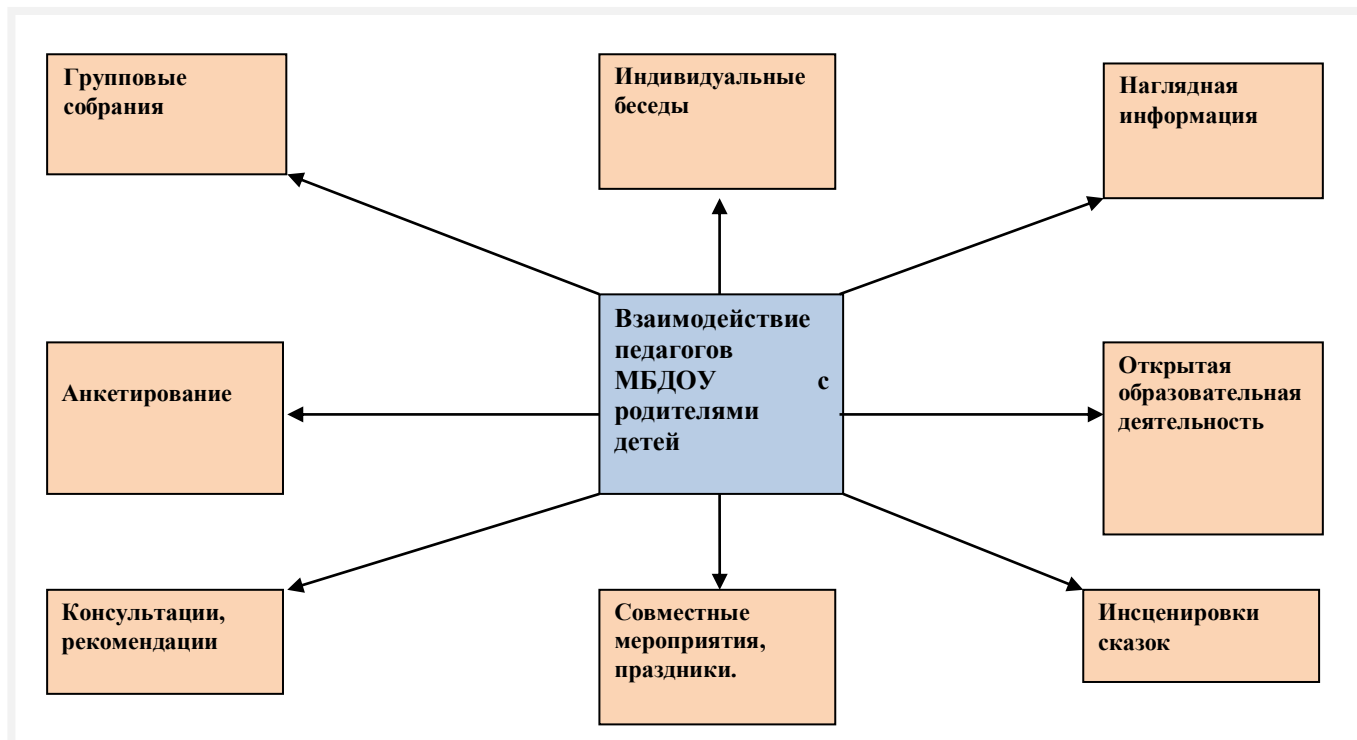 Групповые
собрания
Индивидуальные
беседы
Наглядная
информация
Взаимодействие
педагогов
МБДОУ с
родителями
детей
Анкетирование
Открытая
образовательная
деятельность
Консультации,
рекомендации
Совместные
мероприятия,
праздники.
Инсценировки
сказок